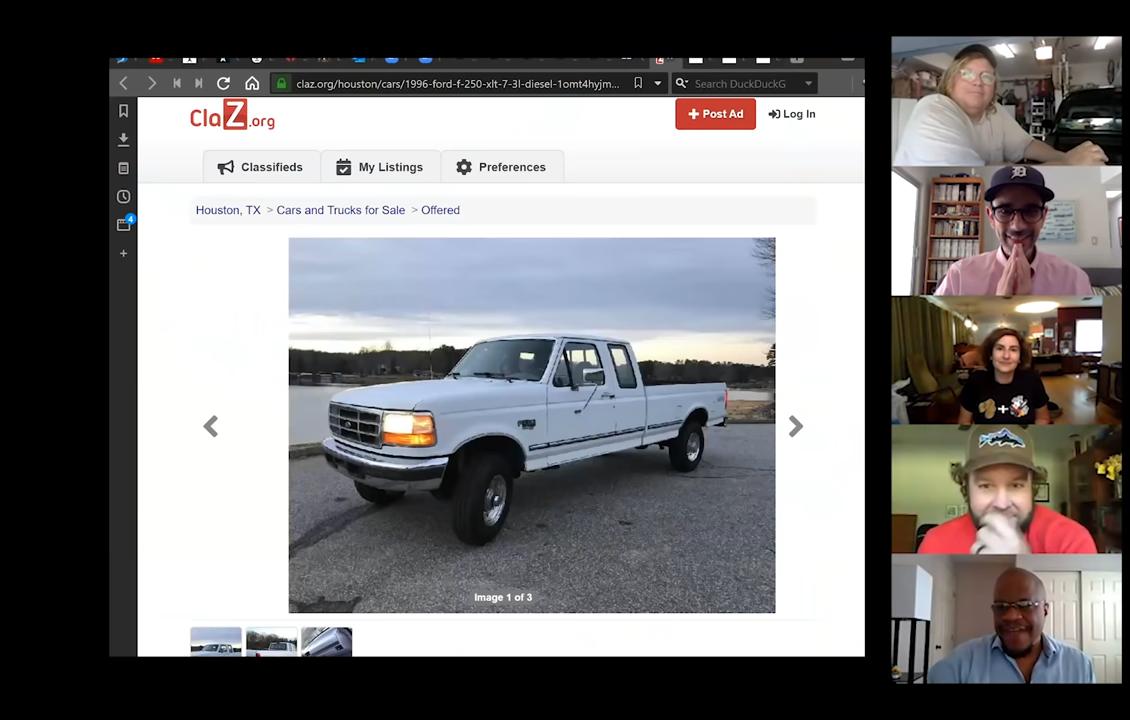 claz.org/houston/cars/1996-ford-f-250-xlt-7-3l-diesel-1omt4hyjm...
Search DuckDuckG
ClaZ.org
+ Post Ad
Log In
Classifieds
My Listings
Preferences
4
Houston, TX > Cars and Trucks for Sale > Offered
Image 1 of 3
D
+